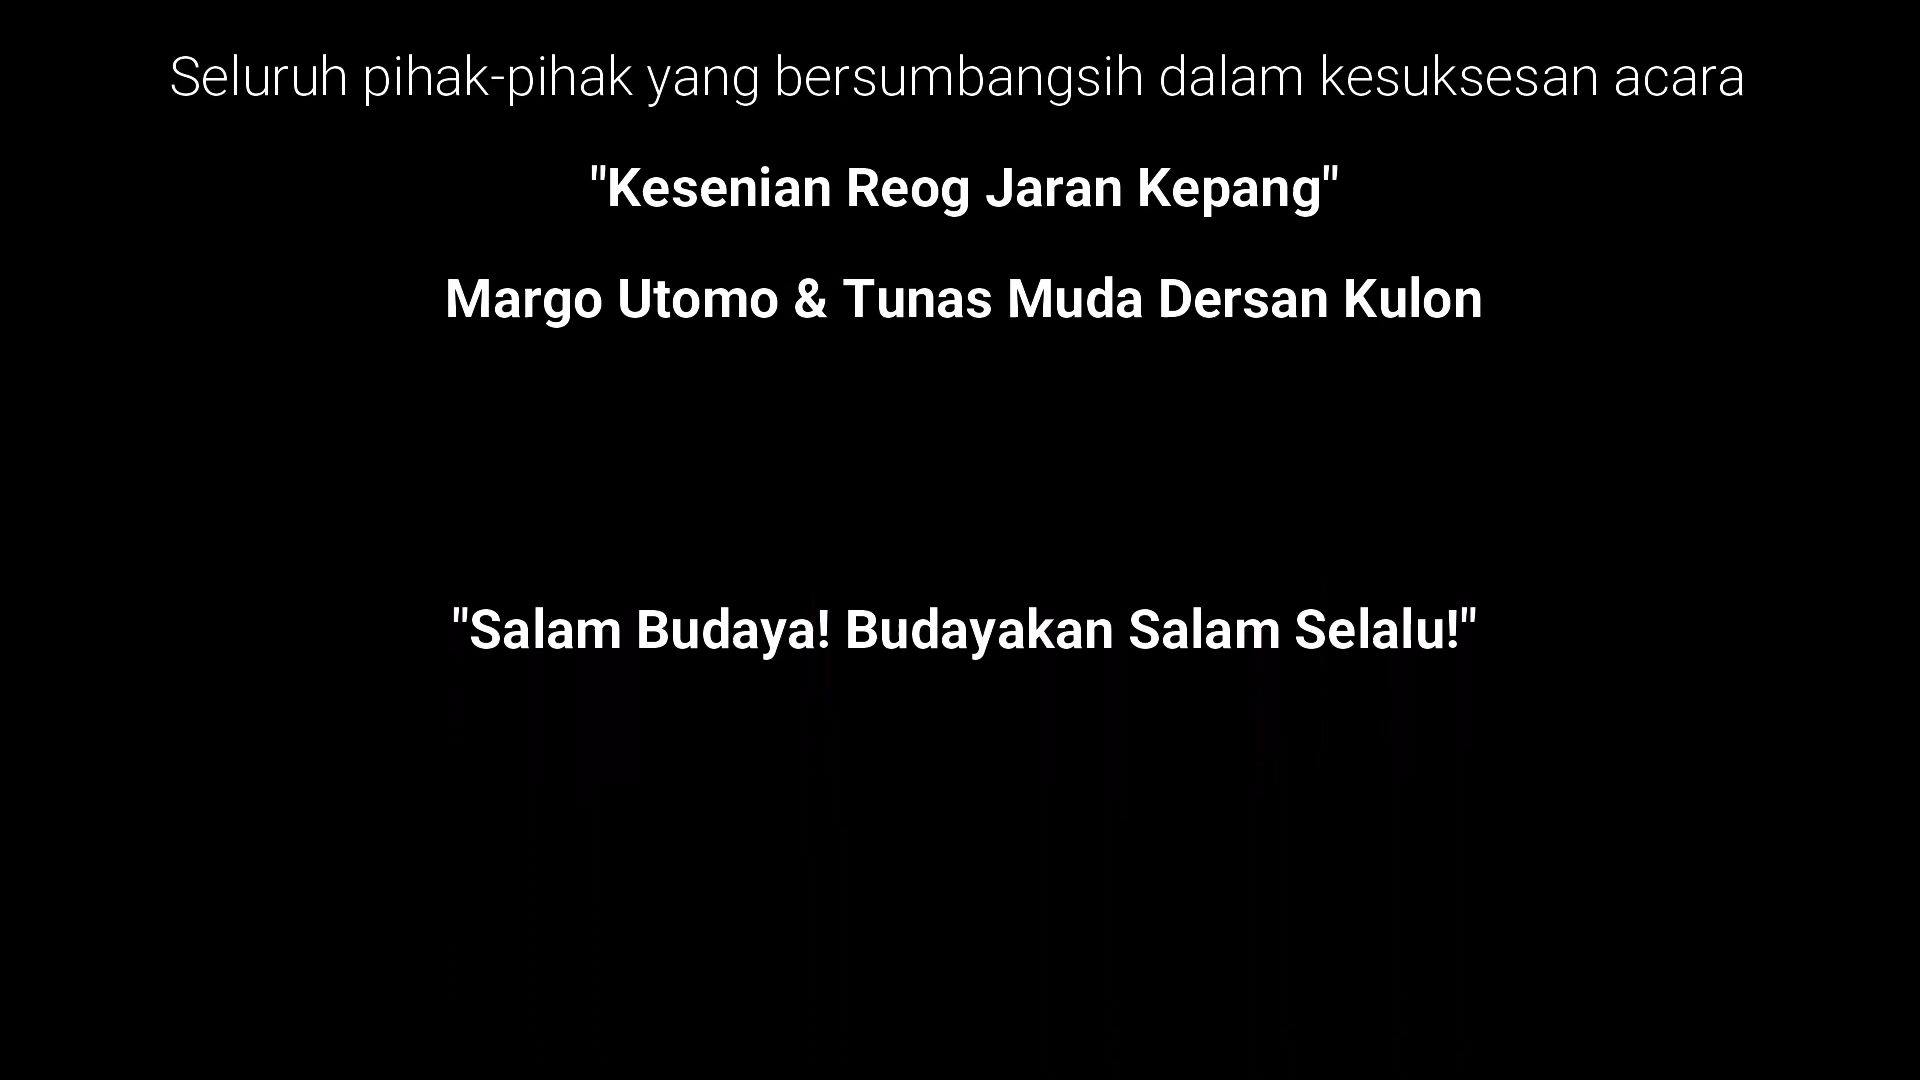 Seluruh pihak-pihak yang bersumbangsih dalam kesuksesan acara
"Kesenian Reog Jaran Kepang"
Margo Utomo & Tunas Muda Dersan Kulon
"Salam Budaya! Budayakan Salam Selalu!"